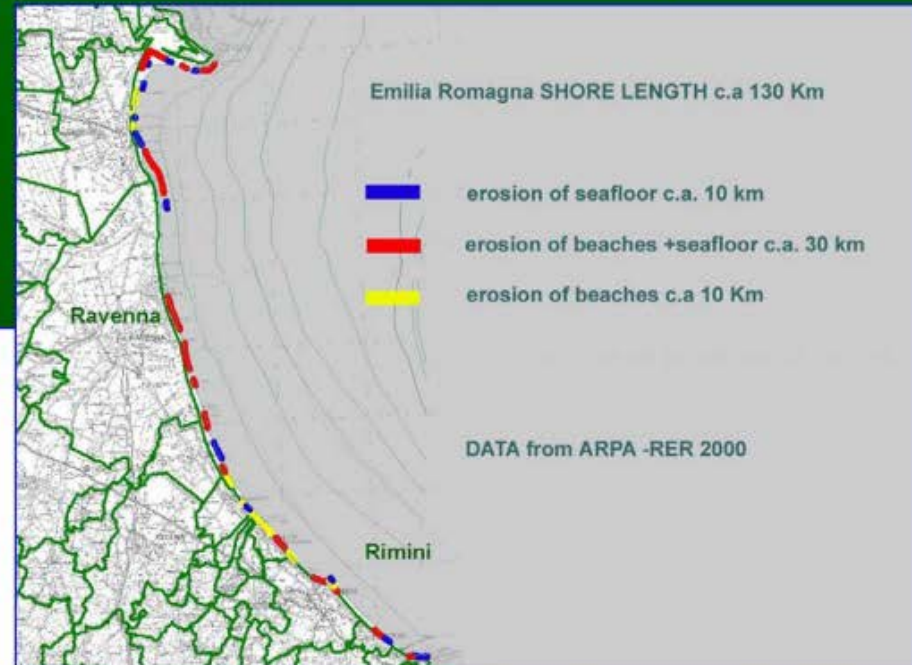 Emilia Romagna SHORE LENGTH c.a 130 Km
erosion of seafloor c.a. 10 km
erosion of beaches +seafloor c.a. 30 km
erosion of beaches c.a 10 Km
Ravenna
DATA from ARPA -RER 2000
Rimini